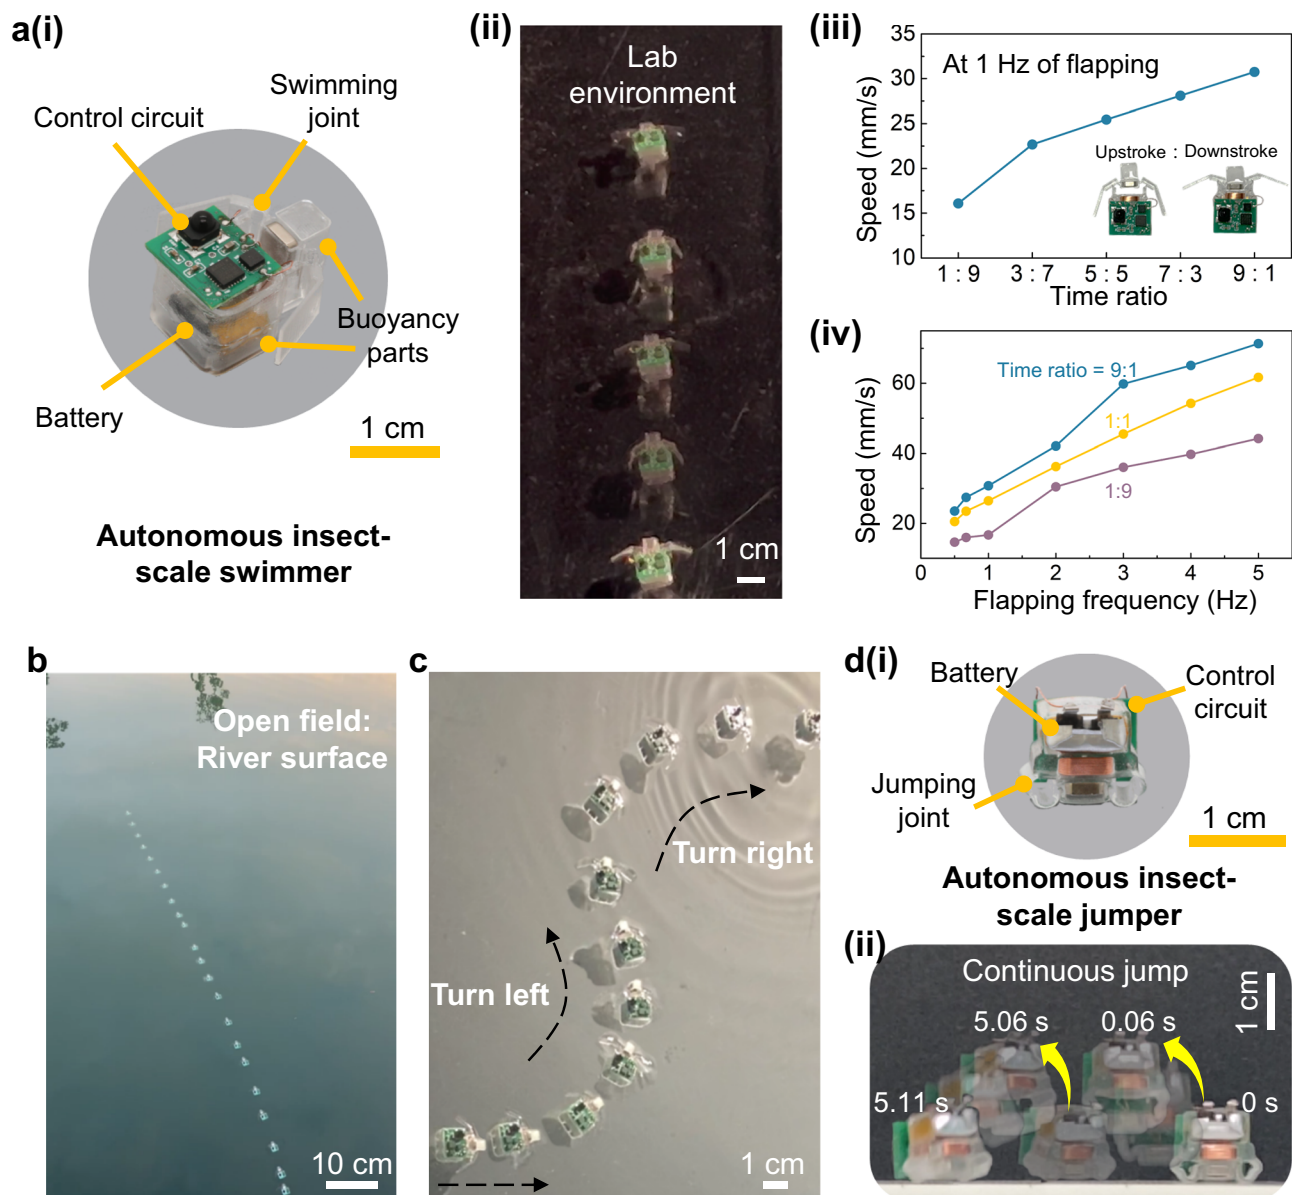 a(i)
Control circuit
Swimming
joint
Buoyancy
parts
Battery
1 cm
Autonomous insect-
scale swimmer
(ii)
Lab
environment
1 cm
(iii)
At 1 Hz of flapping
Speed (mm/s)
35
30
25
20
15
10
Upstroke : Downstroke
1 : 9
3 : 7
5 : 5
7 : 3
9 : 1
Time ratio
(iv)
Speed (mm/s)
60
40
20
Time ratio = 9:1
1:1
1:9
0
1
2
3
4
5
Flapping frequency (Hz)
b
Open field:
River surface
10 cm
c
Turn left
Turn right
1 cm
d(i)
Battery
Control
circuit
Jumping
joint
1 cm
Autonomous insect-
scale jumper
(ii)
Continuous jump
1 cm
5.06 s
0.06 s
5.11 s
0 s